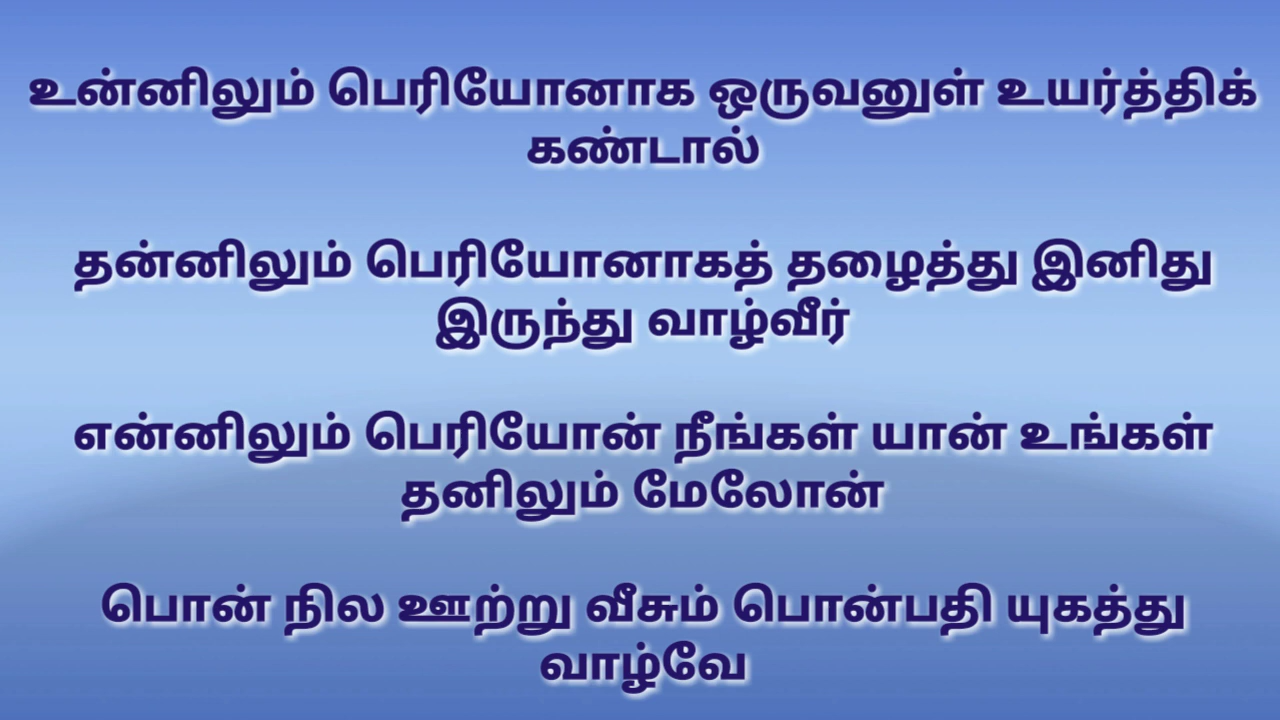 உன்னிலும் பெரியோனாக ஒருவனுள் உயர்த்திக்
கண்டால்
தன்னிலும் பெரியோனாகத் தழைத்து இனிது
இருந்து வாழ்வீர்
என்னிலும் பெரியோன் நீங்கள் யான் உங்கள்
தனிலும் மேலோன்
பொன் நில ஊற்று வீசும் பொன்பதி யுகத்து
வாழ்வே